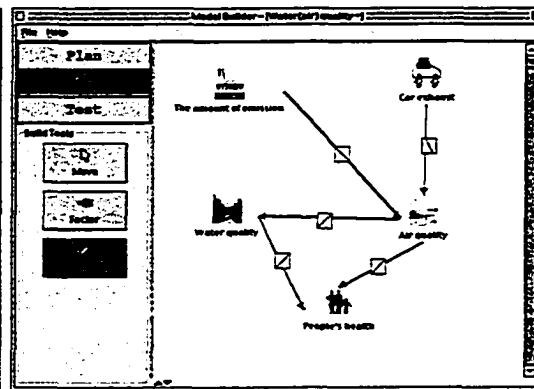 Model Builder - [Water(air) quality -]
File Help
Plan
Test
Build Tools
Move
Factor
The amount of emission
Car exhaust
Water quality
Air quality
People's health